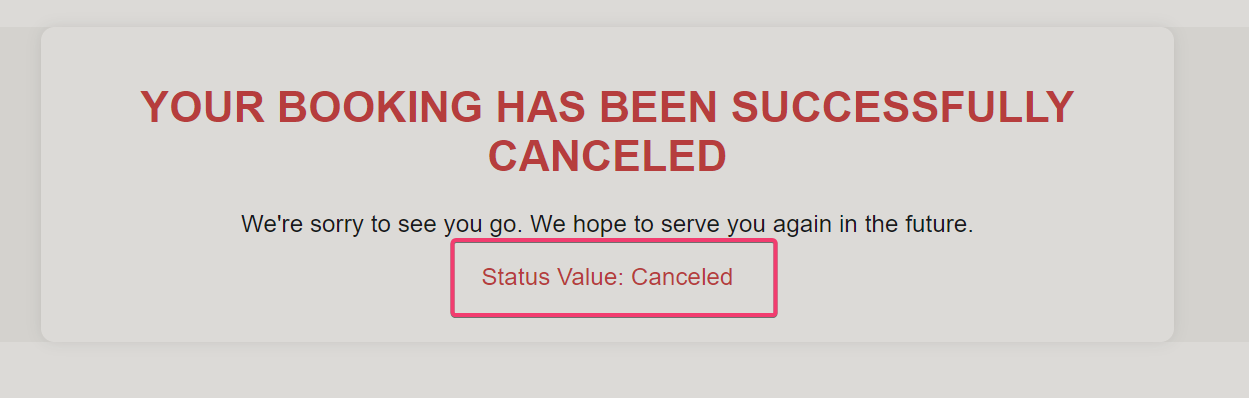 YOUR BOOKING HAS BEEN SUCCESSFULLY
CANCELED
We're sorry to see you go. We hope to serve you again in the future.
Status Value: Canceled